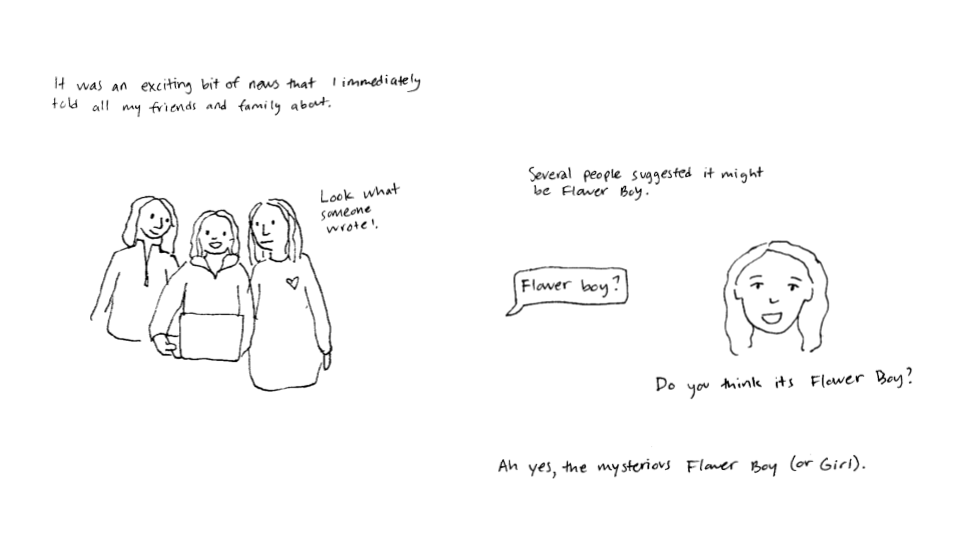 It was an exciting bit of news that I immediately
told all my friends and family about.
Look what
someone
wrote!
Several people suggested it might
be Flower Boy.
Flower boy?
Do you think its Flower Boy?
Ah yes, the mysterious Flower Boy (or Girl).